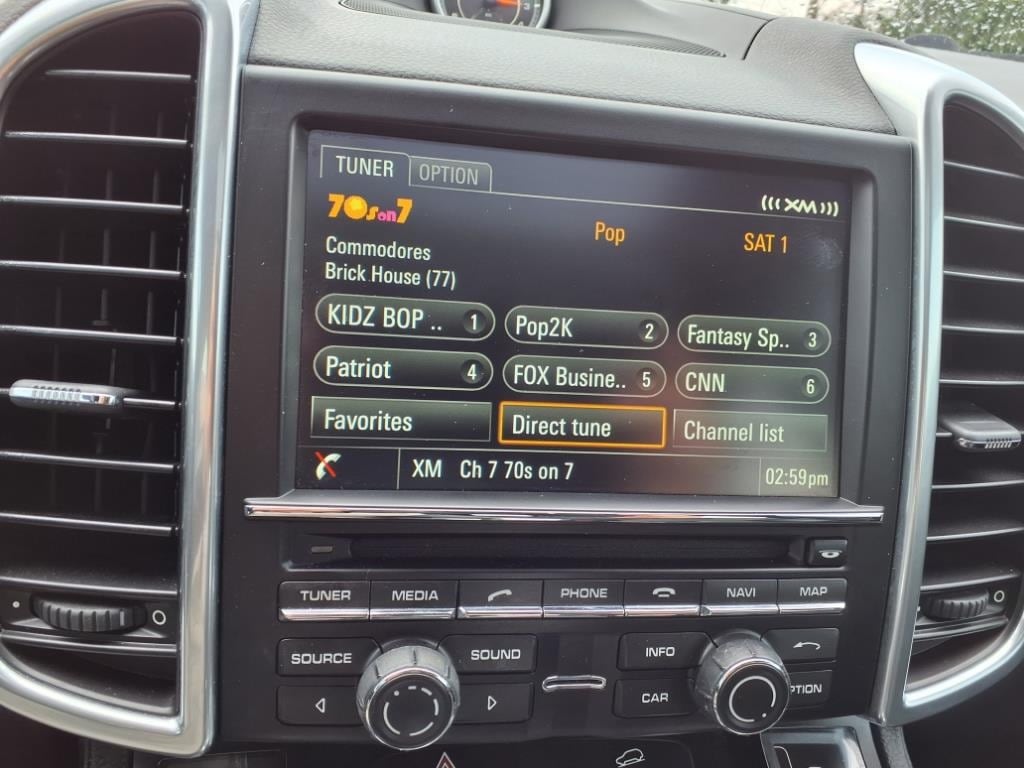 TUNER OPTION
70s on 7
(((XM)))
Pop SAT 1
Commodores
Brick House (77)
KIDZ BOP .. 1 Pop2K 2 Fantasy Sp.. 3
Patriot 4 FOX Busine.. 5 CNN 6
Favorites Direct tune Channel list
XM Ch 7 70s on 7 02:59pm
TUNER MEDIA PHONE NAVI MAP
SOURCE SOUND INFO
CAR PTION